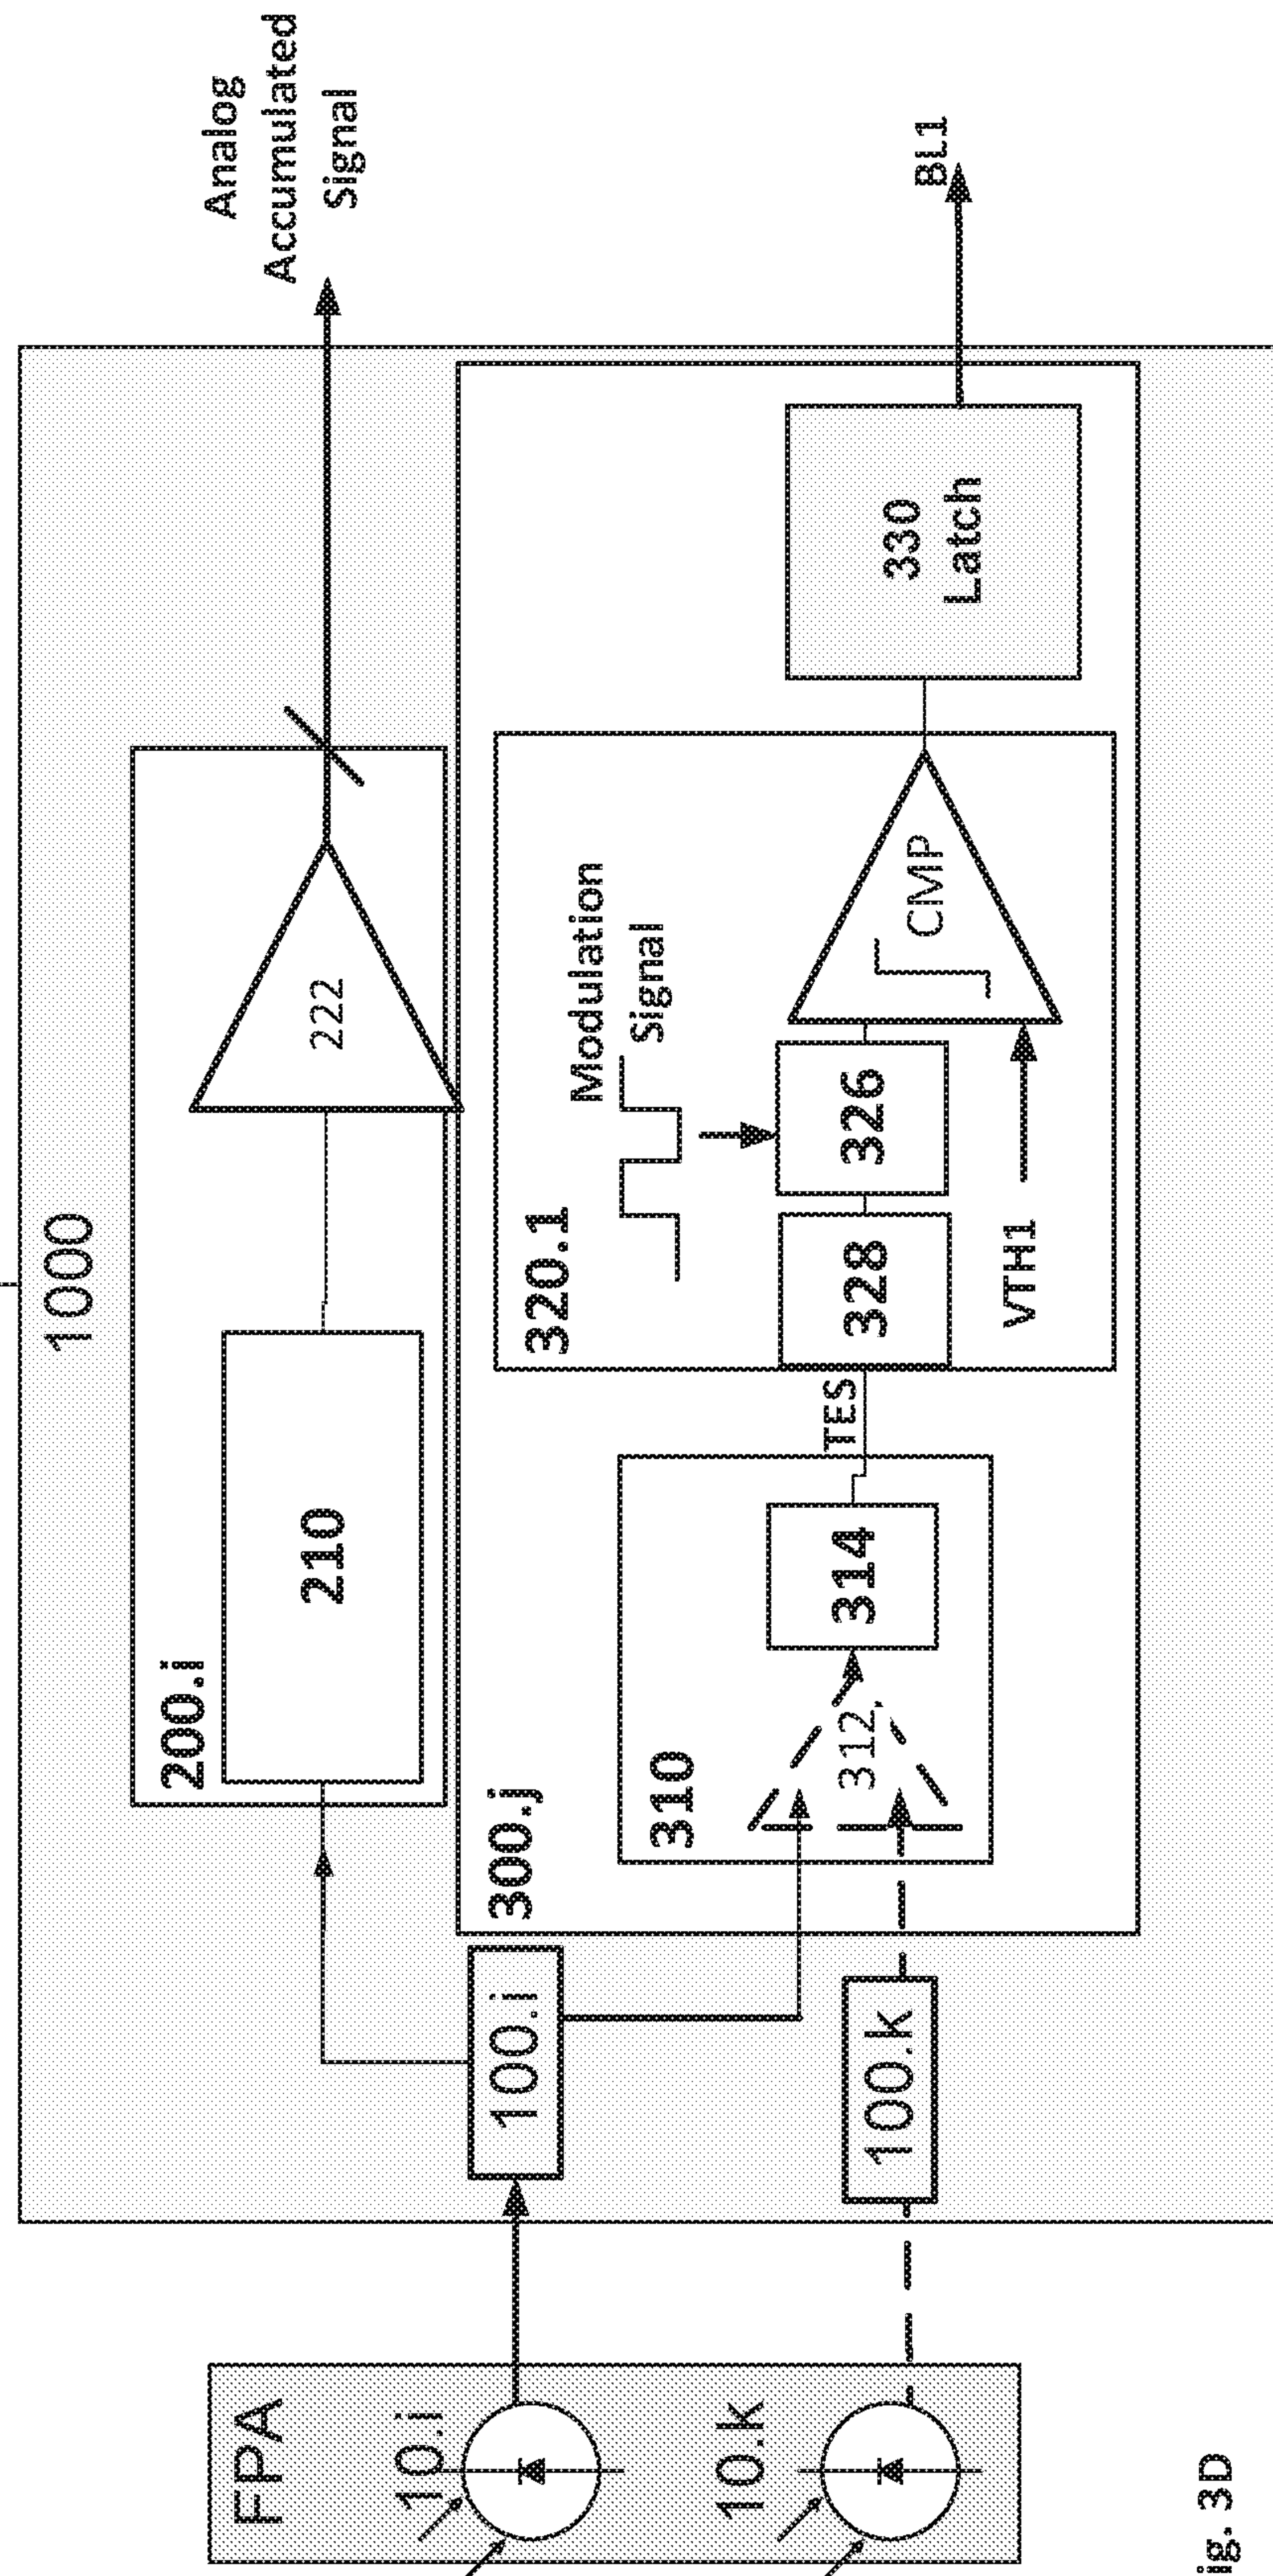 1000
FPA
10.i
10.k
100.i
100.k
200.i
210
222
Analog
Accumulated
Signal
300.j
310
312,
314
TES
320.1
328
326
Modulation
Signal
VTH1
CMP
330
Latch
BL1
ig. 3D